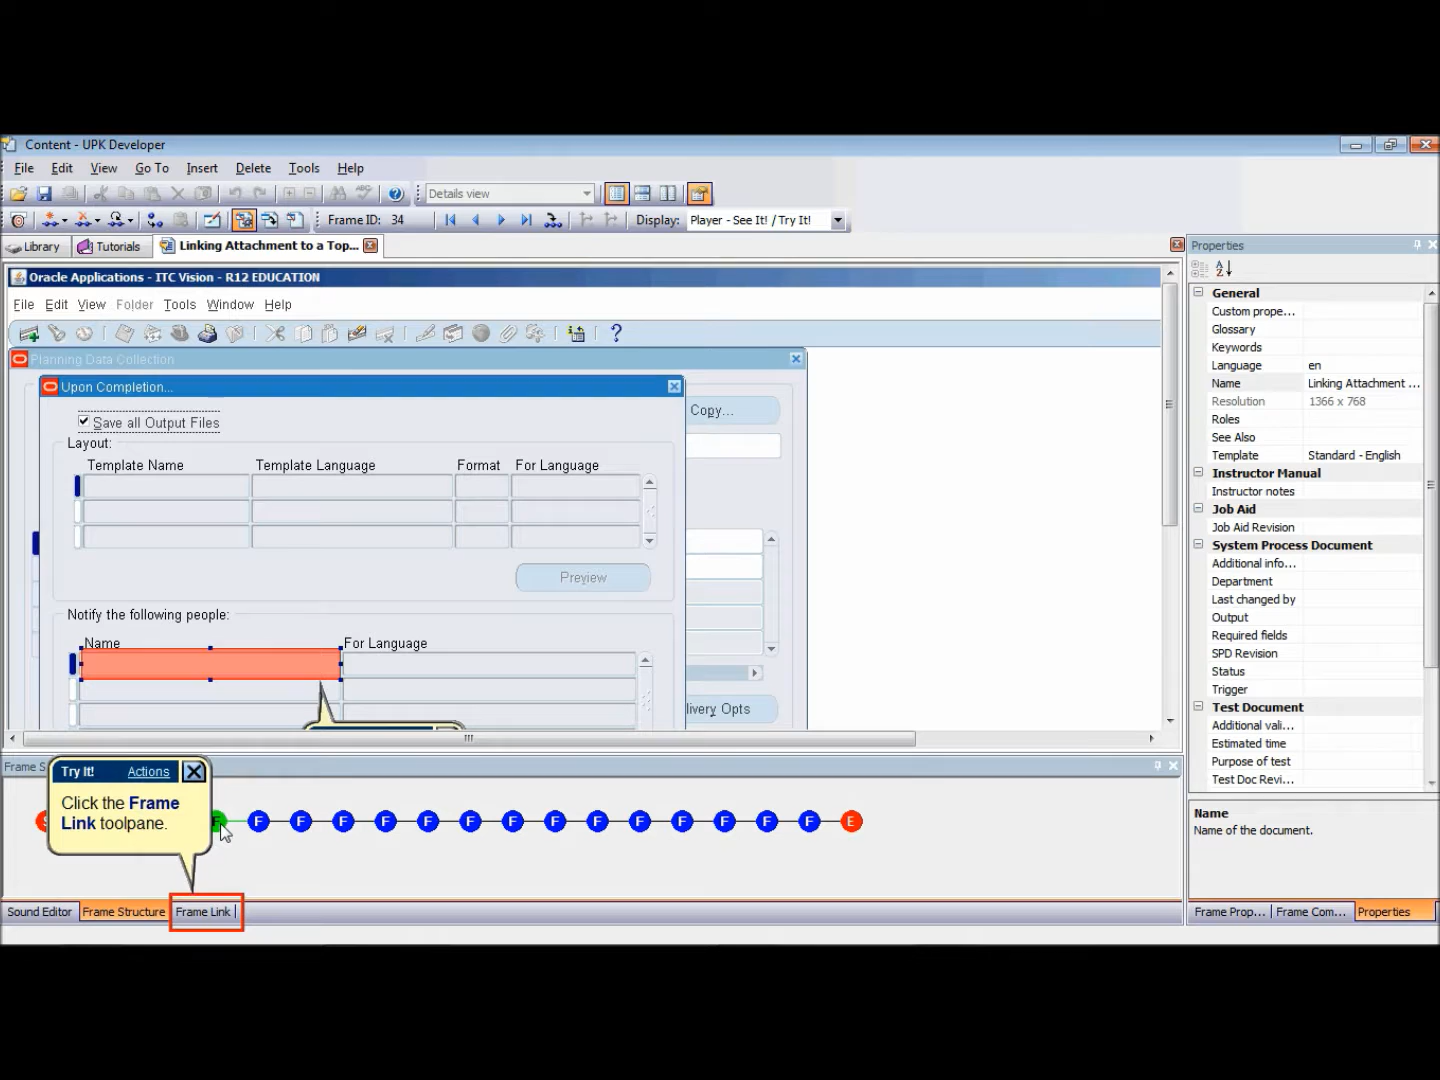 Content - UPK Developer
File Edit View Go To Insert Delete Tools Help
Details view
Frame ID: 34 Display: Player - See It! / Try It!
Library Tutorials Linking Attachment to a Top...
Oracle Applications - ITC Vision - R12 EDUCATION
File Edit View Folder Tools Window Help
Planning Data Collection
Upon Completion...
Copy...
Save all Output Files
Layout:
Template Name Template Language Format For Language
Preview
Notify the following people:
Name For Language
livery Opts
Frame S
Try It! Actions
Click the Frame
Link toolpane.
F F F F F F F F F F F F F F F E
Sound Editor Frame Structure Frame Link
Properties
General
Custom prope...
Glossary
Keywords
Language en
Name Linking Attachment ...
Resolution 1366 x 768
Roles
See Also
Template Standard - English
Instructor Manual
Instructor notes
Job Aid
Job Aid Revision
System Process Document
Additional info...
Department
Last changed by
Output
Required fields
SPD Revision
Status
Trigger
Test Document
Additional vali...
Estimated time
Purpose of test
Test Doc Revi...
Name
Name of the document.
Frame Prop... Frame Com... Properties